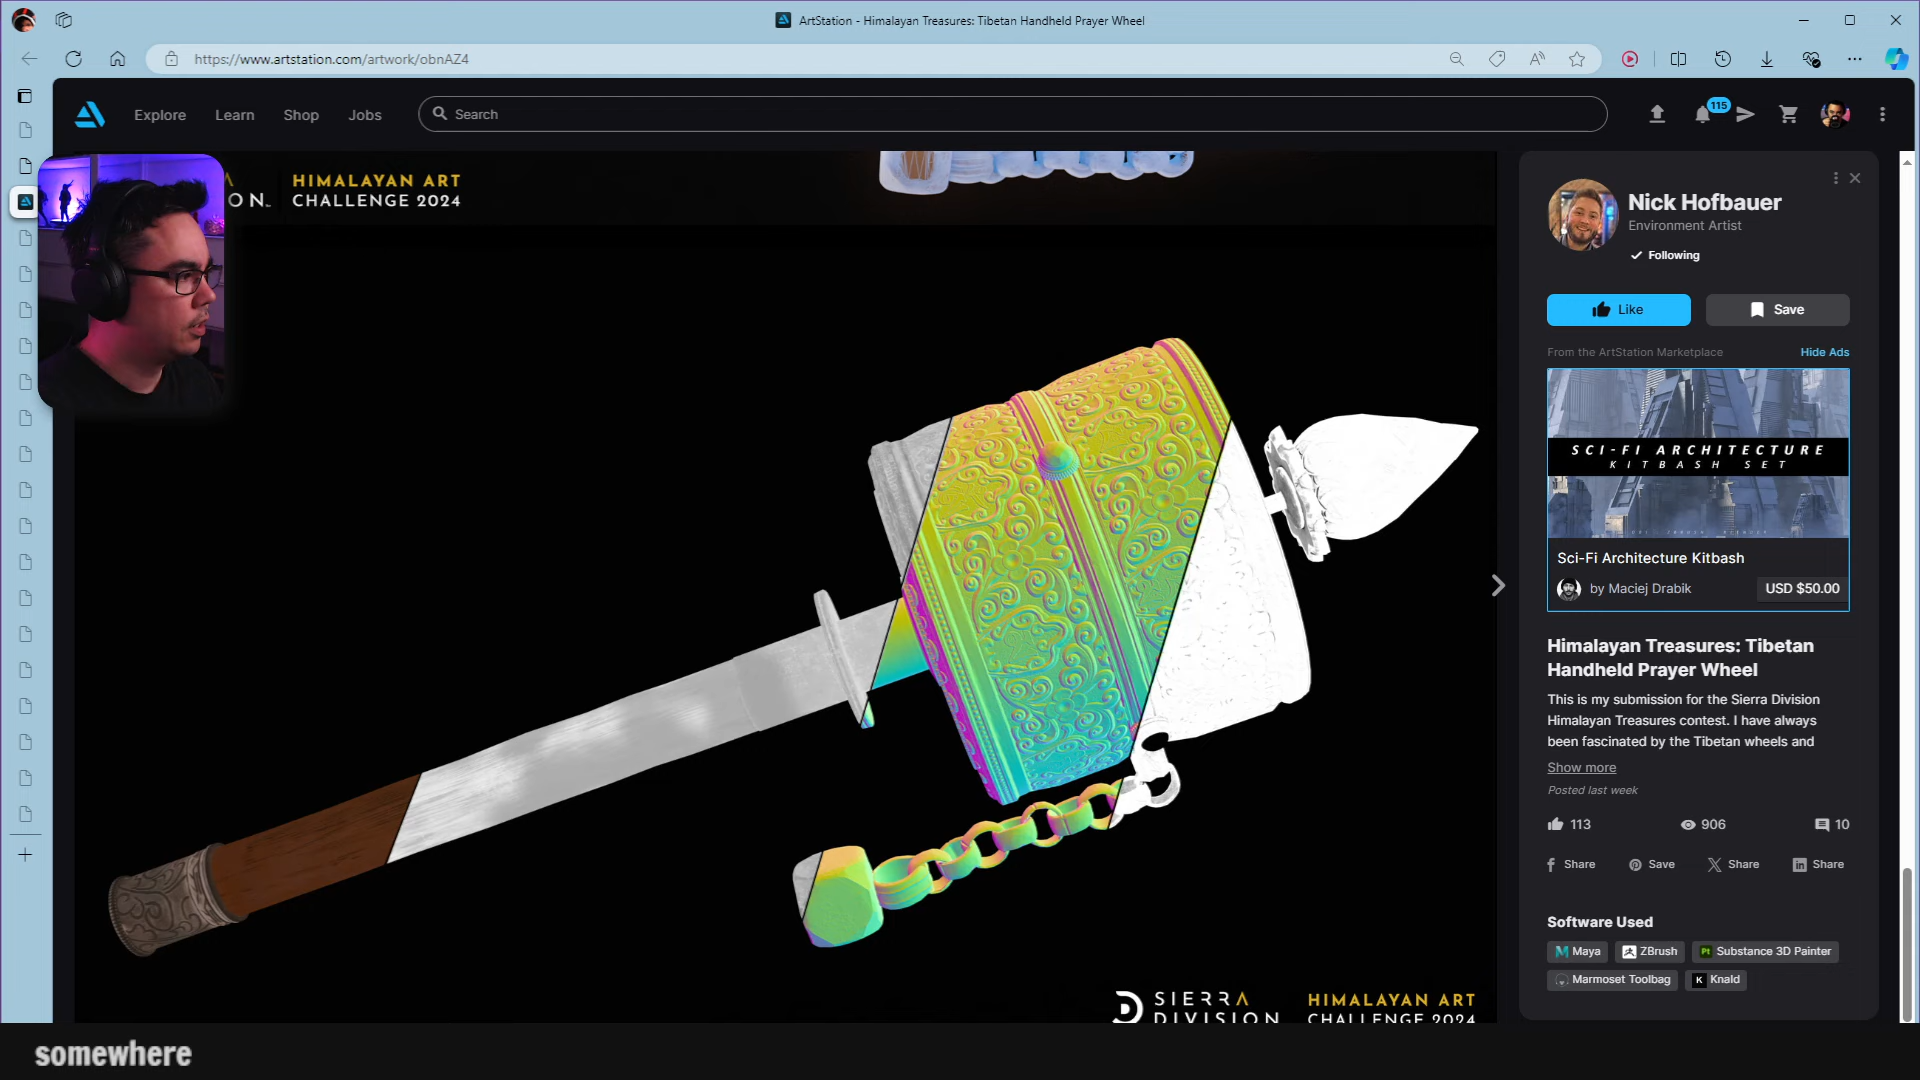 ArtStation - Himalayan Treasures: Tibetan Handheld Prayer Wheel
https://www.artstation.com/artwork/obnAZ4
Explore
Learn
Shop
Jobs
Search
115
ON
HIMALAYAN ART
CHALLENGE 2024
Nick Hofbauer
Environment Artist
Following
Like
Save
From the ArtStation Marketplace
Hide Ads
SCI-FI ARCHITECTURE
KITBASH SET
Sci-Fi Architecture Kitbash
by Maciej Drabik
USD $50.00
Himalayan Treasures: Tibetan
Handheld Prayer Wheel
This is my submission for the Sierra Division
Himalayan Treasures contest. I have always
been fascinated by the Tibetan wheels and
Show more
Posted last week
113
906
10
Share
Save
Share
Share
Software Used
Maya
ZBrush
Pt Substance 3D Painter
Marmoset Toolbag
K Knald
SIERRA
DIVISION
HIMALAYAN ART
CHALLENGE 2024
somewhere